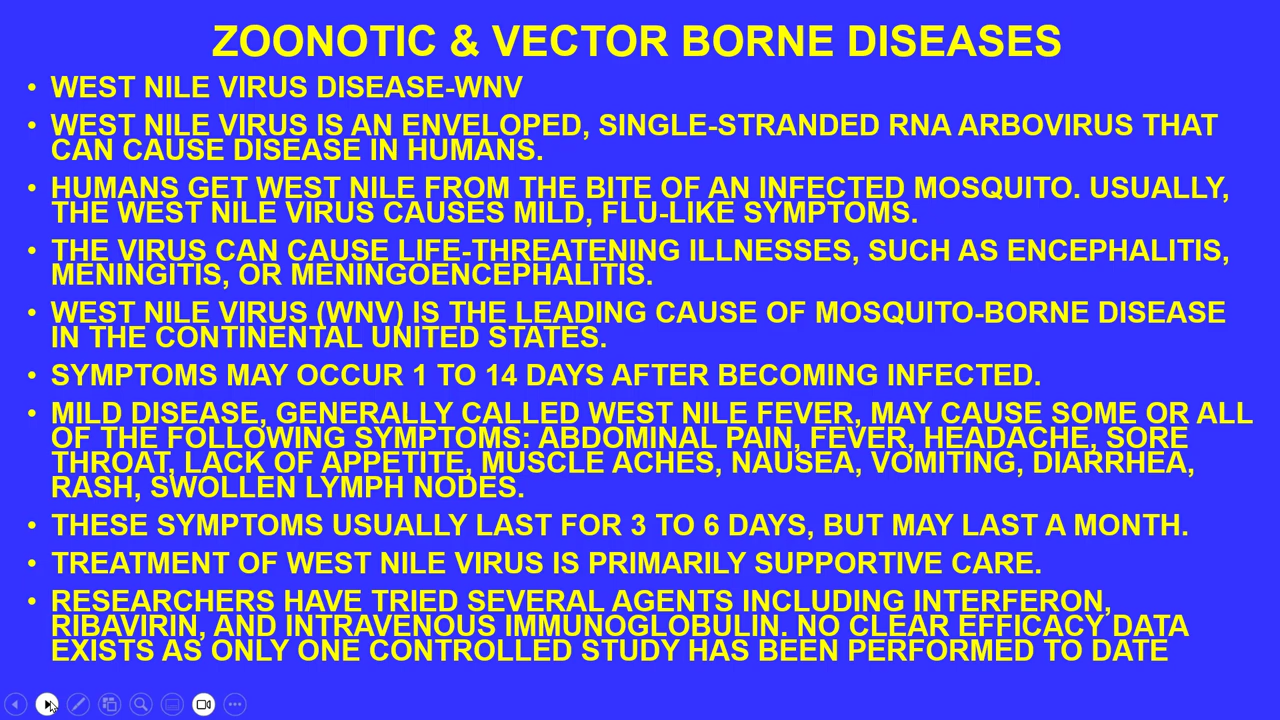 ZOONOTIC & VECTOR BORNE DISEASES
• WEST NILE VIRUS DISEASE-WNV
• WEST NILE VIRUS IS AN ENVELOPED, SINGLE-STRANDED RNA ARBOVIRUS THAT
CAN CAUSE DISEASE IN HUMANS.
• HUMANS GET WEST NILE FROM THE BITE OF AN INFECTED MOSQUITO. USUALLY,
THE WEST NILE VIRUS CAUSES MILD, FLU-LIKE SYMPTOMS.
• THE VIRUS CAN CAUSE LIFE-THREATENING ILLNESSES, SUCH AS ENCEPHALITIS,
MENINGITIS, OR MENINGOENCEPHALITIS.
• WEST NILE VIRUS (WNV) IS THE LEADING CAUSE OF MOSQUITO-BORNE DISEASE
IN THE CONTINENTAL UNITED STATES.
• SYMPTOMS MAY OCCUR 1 TO 14 DAYS AFTER BECOMING INFECTED.
• MILD DISEASE, GENERALLY CALLED WEST NILE FEVER, MAY CAUSE SOME OR ALL
OF THE FOLLOWING SYMPTOMS: ABDOMINAL PAIN, FEVER, HEADACHE, SORE
THROAT, LACK OF APPETITE, MUSCLE ACHES, NAUSEA, VOMITING, DIARRHEA,
RASH, SWOLLEN LYMPH NODES.
• THESE SYMPTOMS USUALLY LAST FOR 3 TO 6 DAYS, BUT MAY LAST A MONTH.
• TREATMENT OF WEST NILE VIRUS IS PRIMARILY SUPPORTIVE CARE.
• RESEARCHERS HAVE TRIED SEVERAL AGENTS INCLUDING INTERFERON,
RIBAVIRIN, AND INTRAVENOUS IMMUNOGLOBULIN. NO CLEAR EFFICACY DATA
EXISTS AS ONLY ONE CONTROLLED STUDY HAS BEEN PERFORMED TO DATE